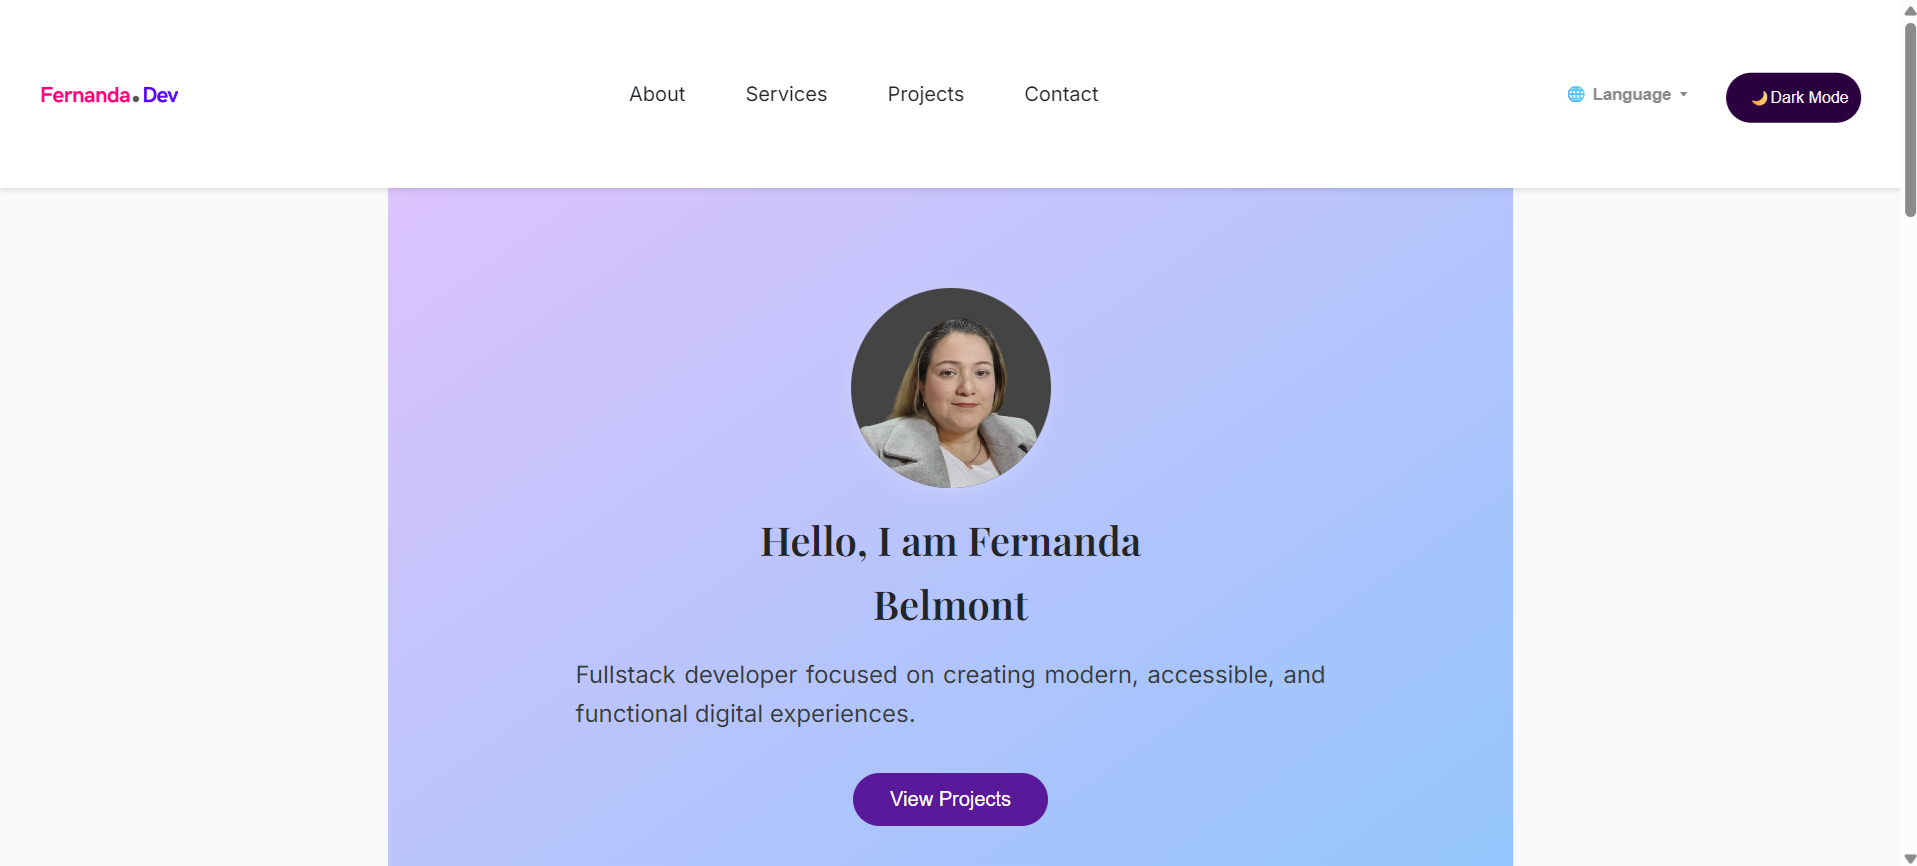 Fernanda.Dev
About
Services
Projects
Contact
Language
Dark Mode
Hello, I am Fernanda
Belmont
Fullstack developer focused on creating modern, accessible, and
functional digital experiences.
View Projects